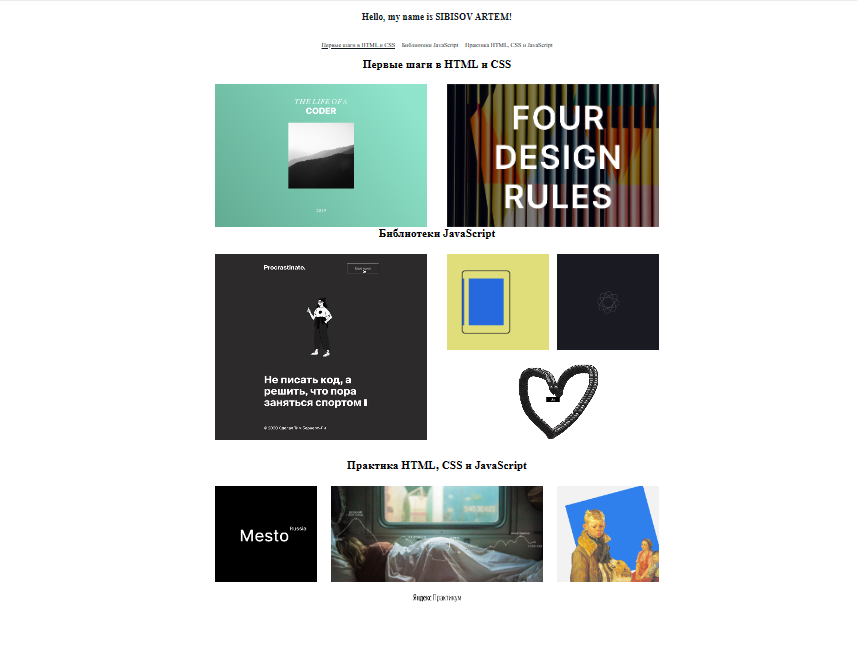 Hello, my name is SIBISOV ARTEM!
Первые шаги в HTML и CSS Библиотеки JavaScript Практика HTML, CSS и JavaScript
Первые шаги в HTML и CSS
THE LIFE OF A
CODER
2019
FOUR
DESIGN
RULES
Библиотеки JavaScript
Procrastinate.
Не писать код, а
решить, что пора
заняться спортом
Практика HTML, CSS и JavaScript
Mesto
Russia
Яндекс Практикум